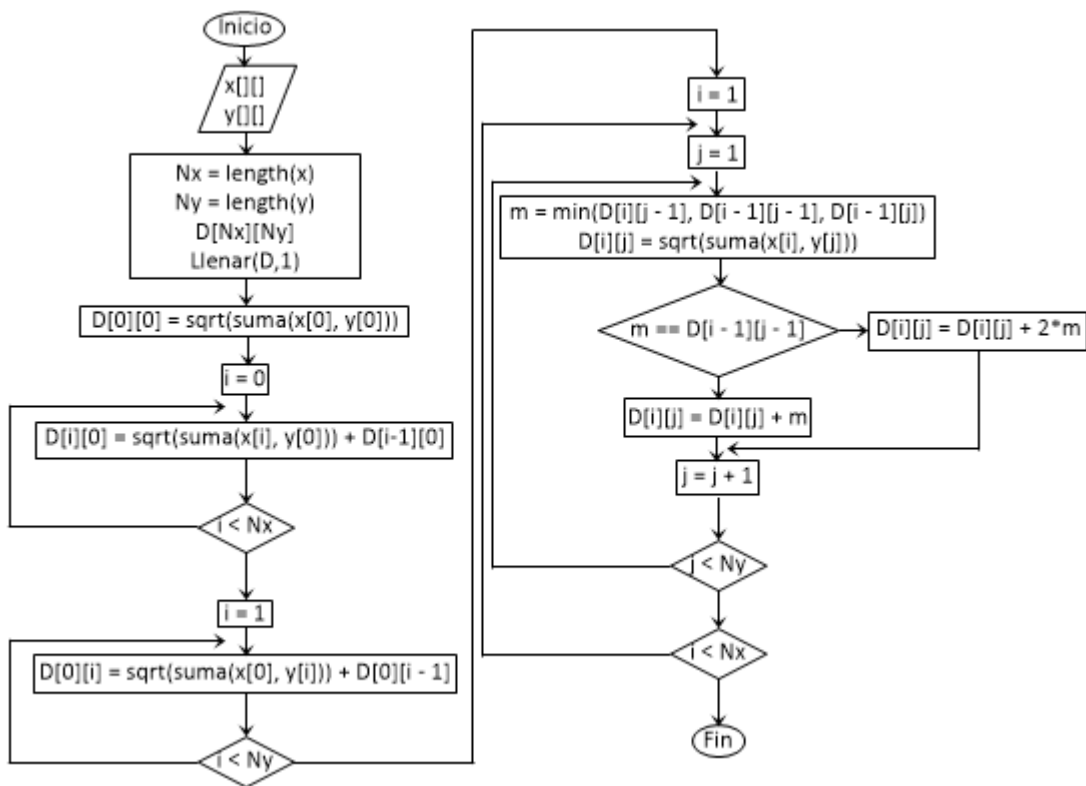 Inicio
x[][]
y[][]
Nx = length(x)
Ny = length(y)
D[Nx][Ny]
Llenar(D,1)
D[0][0] = sqrt(suma(x[0], y[0]))
i = 0
D[i][0] = sqrt(suma(x[i], y[0])) + D[i-1][0]
i < Nx
i = 1
D[0][i] = sqrt(suma(x[0], y[i])) + D[0][i - 1]
i < Ny
i = 1
j = 1
m = min(D[i][j - 1], D[i - 1][j - 1], D[i - 1][j])
D[i][j] = sqrt(suma(x[i], y[j]))
m == D[i - 1][j - 1]
D[i][j] = D[i][j] + 2*m
D[i][j] = D[i][j] + m
j = j + 1
j < Ny
i < Nx
Fin